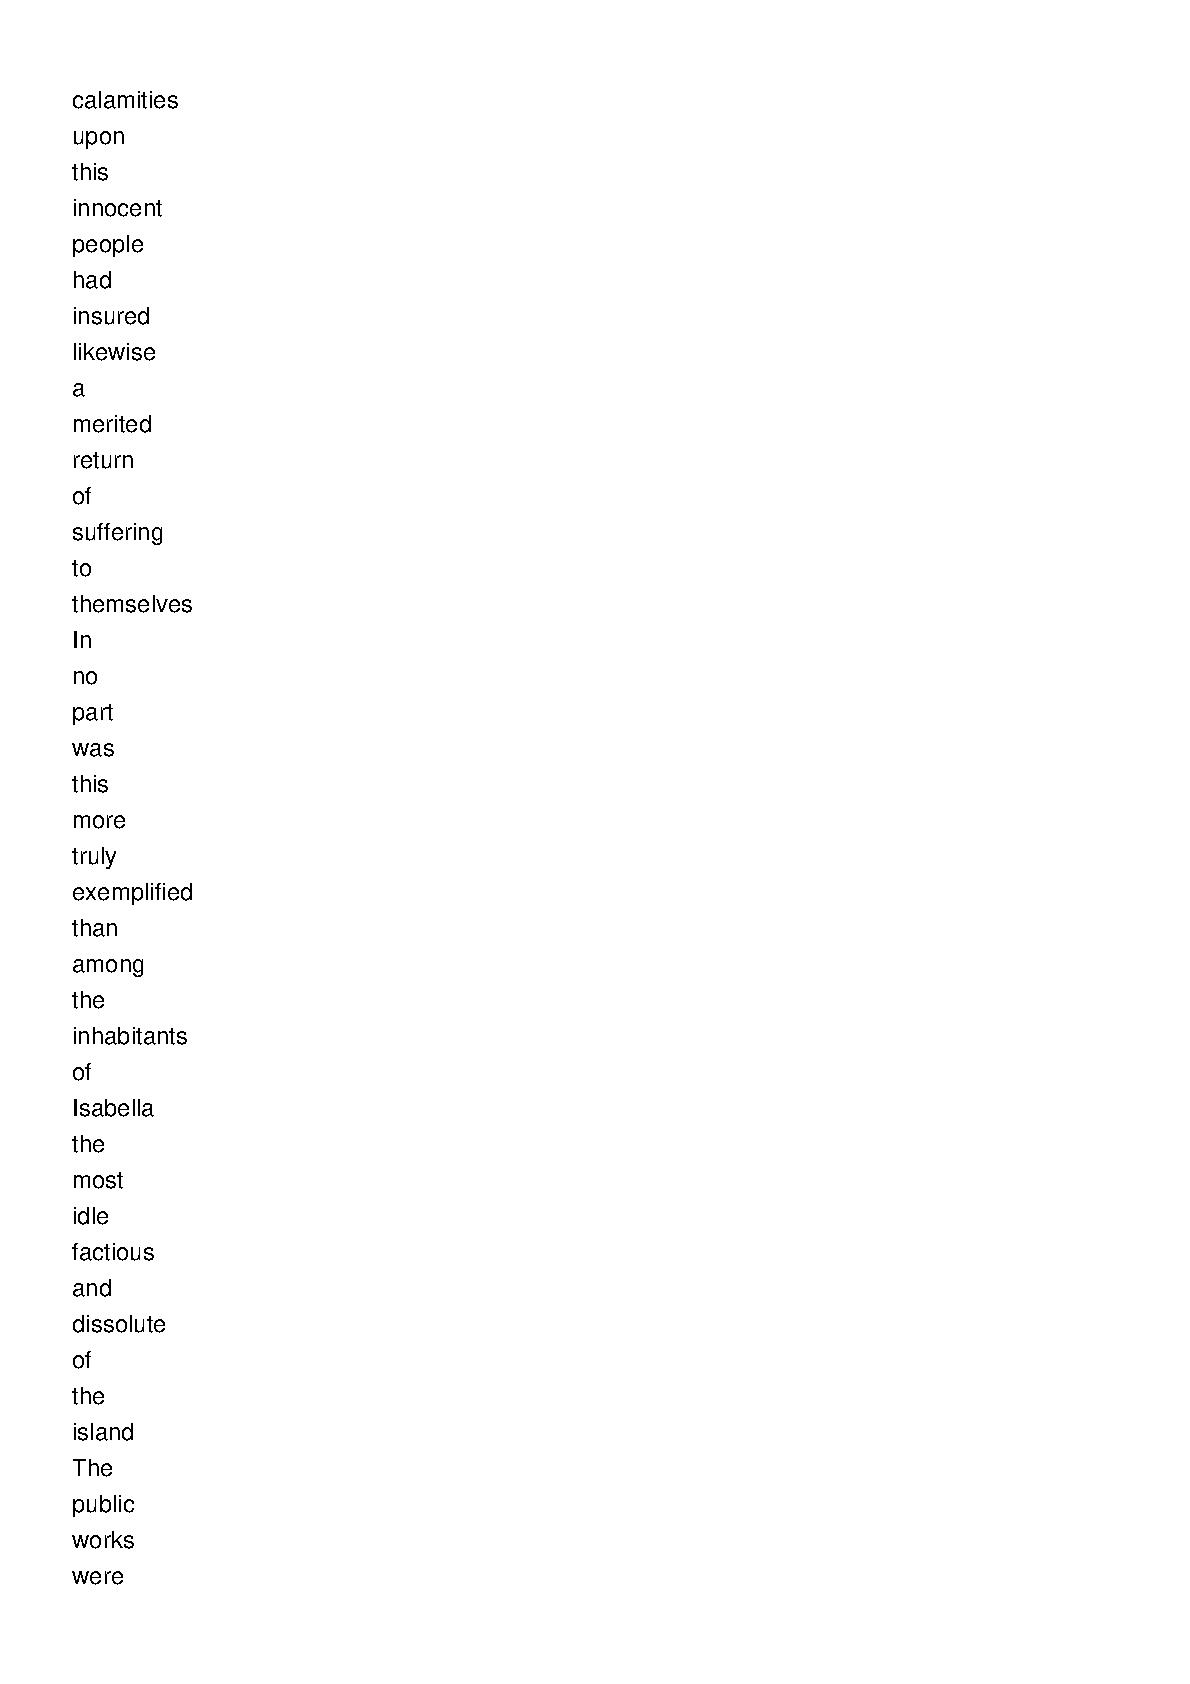 calamities
upon
this
innocent
people
had
insured
likewise
a
merited
return
of
suffering
to
themselves
In
no
part
was
this
more
truly
exemplified
than
among
the
inhabitants
of
Isabella
the
most
idle
factious
and
dissolute
of
the
island
The
public
works
were